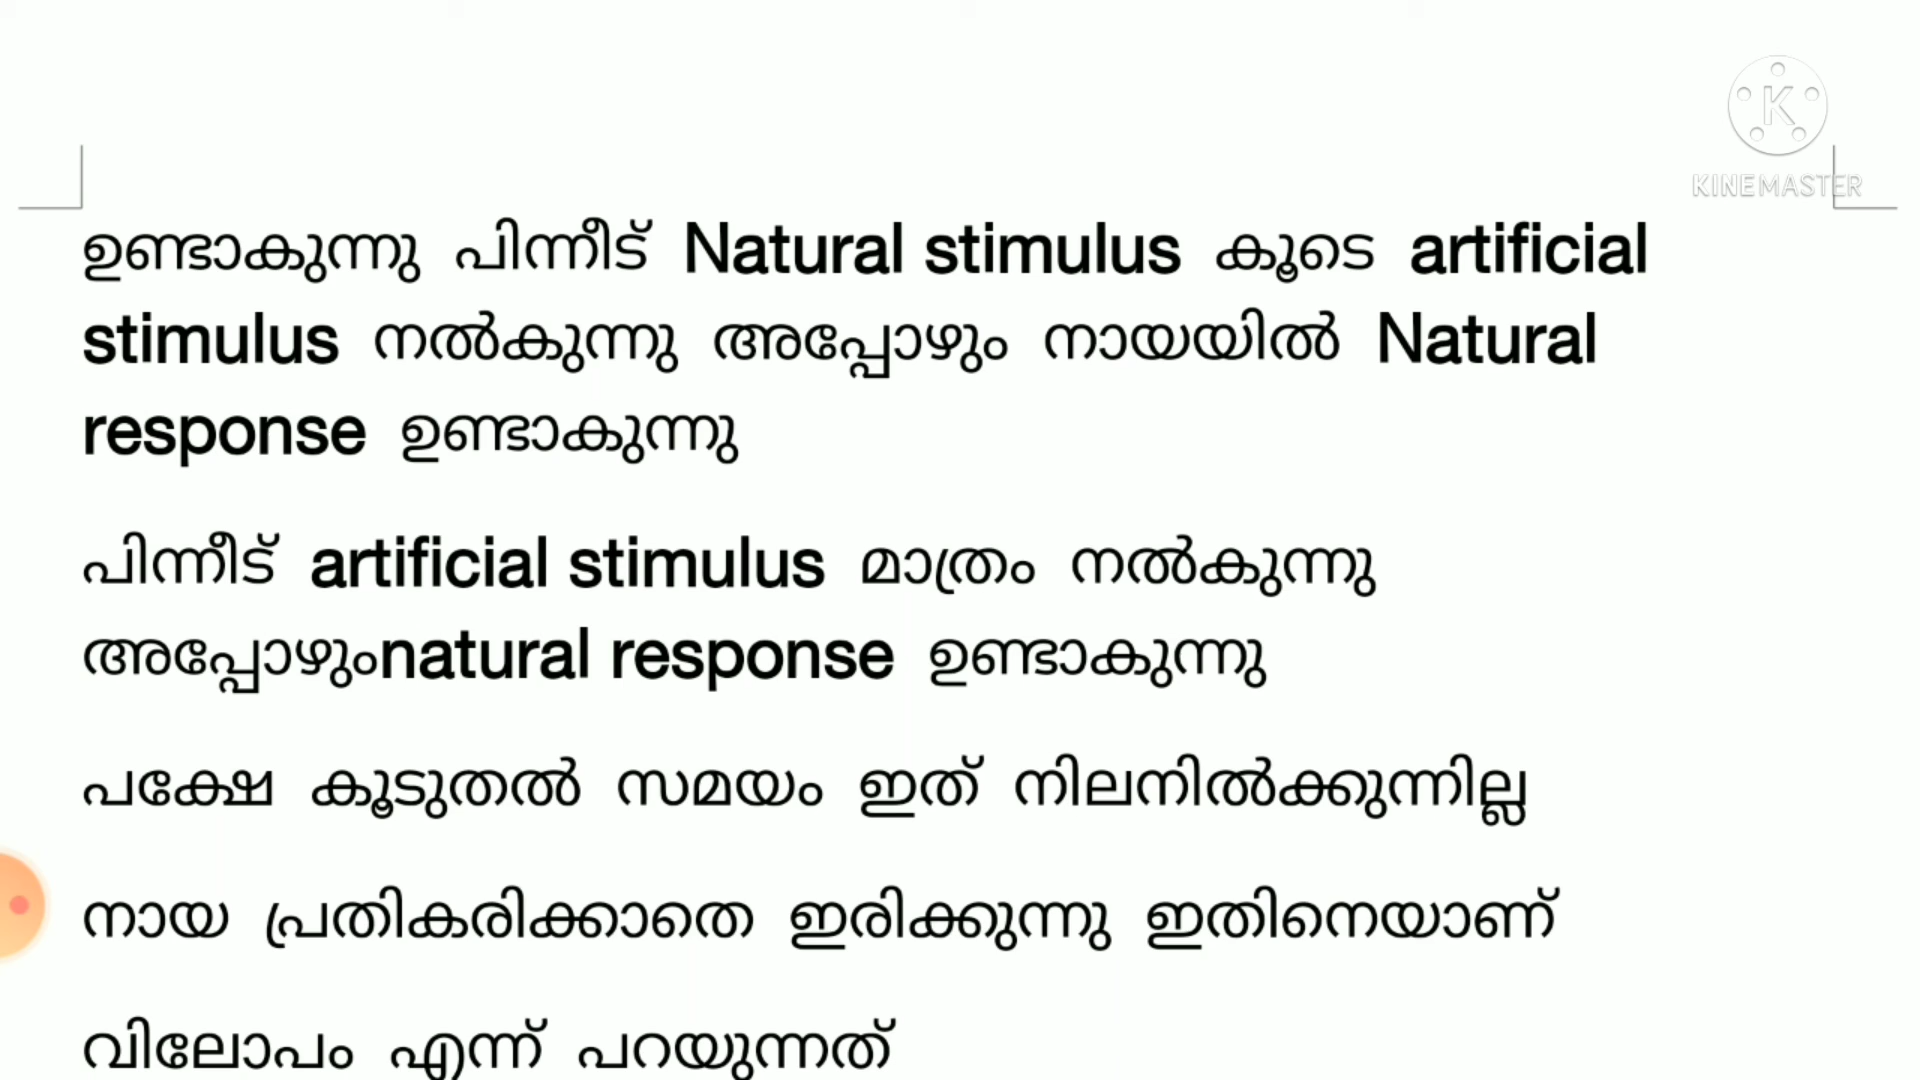 KINEMASTER
ഉണ്ടാകുന്നു പിന്നീട് Natural stimulus കൂടെ artificial
stimulus നൽകുന്നു അപ്പോഴും നായയിൽ Natural
response ഉണ്ടാകുന്നു
പിന്നീട് artificial stimulus മാത്രം നൽകുന്നു
അപ്പോഴുംnatural response ഉണ്ടാകുന്നു
പക്ഷേ കൂടുതൽ സമയം ഇത് നിലനിൽക്കുന്നില്ല
നായ പ്രതികരിക്കാതെ ഇരിക്കുന്നു ഇതിനെയാണ്
വിലോപം എന്ന് പറയുന്നത്